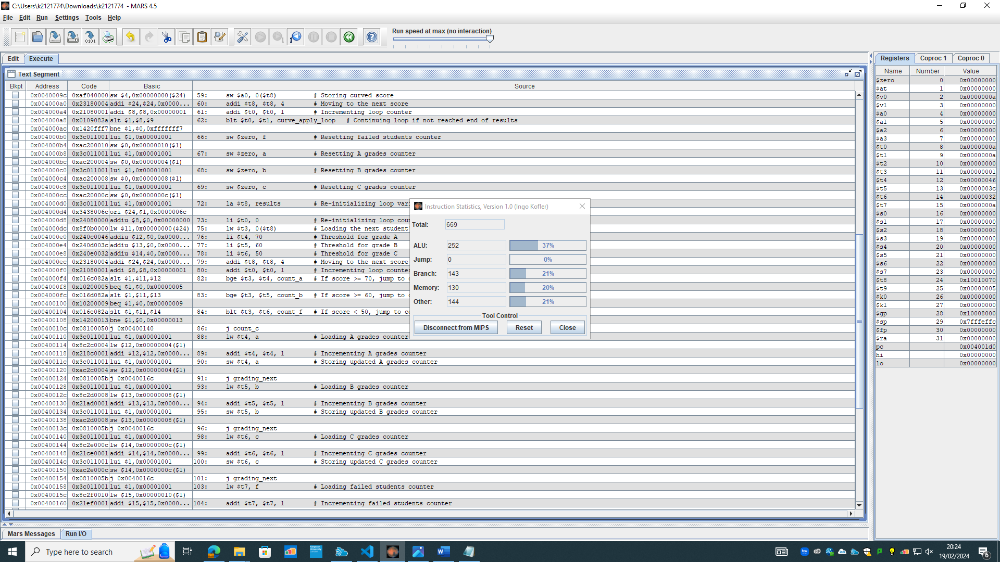 C:\Users\k2121774\Downloads\k2121774 - MARS 4.5
File Edit Run Settings Tools Help
Run speed at max (no interaction)
Edit Execute
Text Segment
Bkpt Address Code Basic Source
0x0040009c 0xaf040000 sw $4,0x00000000($24) 59: sw $a0, 0($t8) # Storing curved score
0x004000a0 0x23180004 addi $24,$24,0x0000... 60: addi $t8, $t8, 4 # Moving to the next score
0x004000a4 0x21080001 addi $8,$8,0x00000001 61: addi $t0, $t0, 1 # Incrementing loop counter
0x004000a8 0x0109082a slt $1,$8,$9 62: blt $t0, $t1, curve_apply_loop # Continuing loop if not reached end of results
0x004000ac 0x1420fff7 bne $1,$0,0xfffffff7
0x004000b0 0x3c011001 lui $1,0x00001001 66: sw $zero, f # Resetting failed students counter
0x004000b4 0xac200010 sw $0,0x00000010($1)
0x004000b8 0x3c011001 lui $1,0x00001001 67: sw $zero, a # Resetting A grades counter
0x004000bc 0xac200004 sw $0,0x00000004($1)
0x004000c0 0x3c011001 lui $1,0x00001001 68: sw $zero, b # Resetting B grades counter
0x004000c4 0xac200008 sw $0,0x00000008($1)
0x004000c8 0x3c011001 lui $1,0x00001001 69: sw $zero, c # Resetting C grades counter
0x004000cc 0xac20000c sw $0,0x0000000c($1)
0x004000d0 0x3c011001 lui $1,0x00001001 72: la $t8, results # Re-initializing loop vari
0x004000d4 0x3438006c ori $24,$1,0x0000006c
0x004000d8 0x24080000 addiu $8,$0,0x00000000 73: li $t0, 0 # Re-initializing loop cou
0x004000dc 0x8f0b0000 lw $11,0x00000000($24) 75: lw $t3, 0($t8) # Loading the next student
0x004000e0 0x240c0046 addiu $12,$0,0x0000... 76: li $t4, 70 # Threshold for grade A
0x004000e4 0x240d003c addiu $13,$0,0x0000... 77: li $t5, 60 # Threshold for grade B
0x004000e8 0x240e0032 addiu $14,$0,0x0000... 78: li $t6, 50 # Threshold for grade C
0x004000ec 0x23180004 addi $24,$24,0x0000... 79: addi $t8, $t8, 4 # Moving to the next score
0x004000f0 0x21080001 addi $8,$8,0x00000001 80: addi $t0, $t0, 1 # Incrementing loop counte
0x004000f4 0x016c082a slt $1,$11,$12 82: bge $t3, $t4, count_a # If score >= 70, jump to c
0x004000f8 0x10200005 beq $1,$0,0x00000005
0x004000fc 0x016d082a slt $1,$11,$13 83: bge $t3, $t5, count_b # If score >= 60, jump to c
0x00400100 0x10200009 beq $1,$0,0x00000009
0x00400104 0x016e082a slt $1,$11,$14 84: blt $t3, $t6, count_f # If score < 50, jump to co
0x00400108 0x14200013 bne $1,$0,0x00000013
0x0040010c 0x08100050 j 0x00400140 86: j count_c
0x00400110 0x3c011001 lui $1,0x00001001 88: lw $t4, a # Loading A grades counter
0x00400114 0x8c2c0004 lw $12,0x00000004($1)
0x00400118 0x218c0001 addi $12,$12,0x0000... 89: addi $t4, $t4, 1 # Incrementing A grades counter
0x0040011c 0x3c011001 lui $1,0x00001001 90: sw $t4, a # Storing updated A grades counter
0x00400120 0xac2c0004 sw $12,0x00000004($1)
0x00400124 0x0810005b j 0x0040016c 91: j grading_next
0x00400128 0x3c011001 lui $1,0x00001001 93: lw $t5, b # Loading B grades counter
0x0040012c 0x8c2d0008 lw $13,0x00000008($1)
0x00400130 0x21ad0001 addi $13,$13,0x0000... 94: addi $t5, $t5, 1 # Incrementing B grades counter
0x00400134 0x3c011001 lui $1,0x00001001 95: sw $t5, b # Storing updated B grades counter
0x00400138 0xac2d0008 sw $13,0x00000008($1)
0x0040013c 0x0810005b j 0x0040016c 96: j grading_next
0x00400140 0x3c011001 lui $1,0x00001001 98: lw $t6, c # Loading C grades counter
0x00400144 0x8c2e000c lw $14,0x0000000c($1)
0x00400148 0x21ce0001 addi $14,$14,0x0000... 99: addi $t6, $t6, 1 # Incrementing C grades counter
0x0040014c 0x3c011001 lui $1,0x00001001 100: sw $t6, c # Storing updated C grades counter
0x00400150 0xac2e000c sw $14,0x0000000c($1)
0x00400154 0x0810005b j 0x0040016c 101: j grading_next
0x00400158 0x3c011001 lui $1,0x00001001 103: lw $t7, f # Loading failed students counter
0x0040015c 0x8c2f0010 lw $15,0x00000010($1)
0x00400160 0x21ef0001 addi $15,$15,0x0000... 104: addi $t7, $t7, 1 # Incrementing failed students counter
Instruction Statistics, Version 1.0 (Ingo Kofler)
Total: 669
ALU: 252 37%
Jump: 0 0%
Branch: 143 21%
Memory: 130 20%
Other: 144 21%
Tool Control
Disconnect from MIPS Reset Close
Registers Coproc 1 Coproc 0
Name Number Value
$zero 0 0x00000000
$at 1 0x00000000
$v0 2 0x0000000a
$v1 3 0x00000000
$a0 4 0x00000000
$a1 5 0x00000000
$a2 6 0x00000000
$a3 7 0x00000000
$t0 8 0x0000000a
$t1 9 0x0000000a
$t2 10 0x00000000
$t3 11 0x00000001
$t4 12 0x00000046
$t5 13 0x0000003c
$t6 14 0x00000032
$t7 15 0x0000000a
$s0 16 0x00000000
$s1 17 0x00000000
$s2 18 0x00000000
$s3 19 0x00000000
$s4 20 0x00000000
$s5 21 0x00000000
$s6 22 0x00000000
$s7 23 0x00000000
$t8 24 0x10010070
$t9 25 0x00000005
$k0 26 0x00000000
$k1 27 0x00000000
$gp 28 0x10008000
$sp 29 0x7fffeffc
$fp 30 0x00000000
$ra 31 0x00000000
pc 0x004001d0
hi 0x00000000
lo 0x00000000
Mars Messages Run I/O
Type here to search
20:24
19/02/2024
6